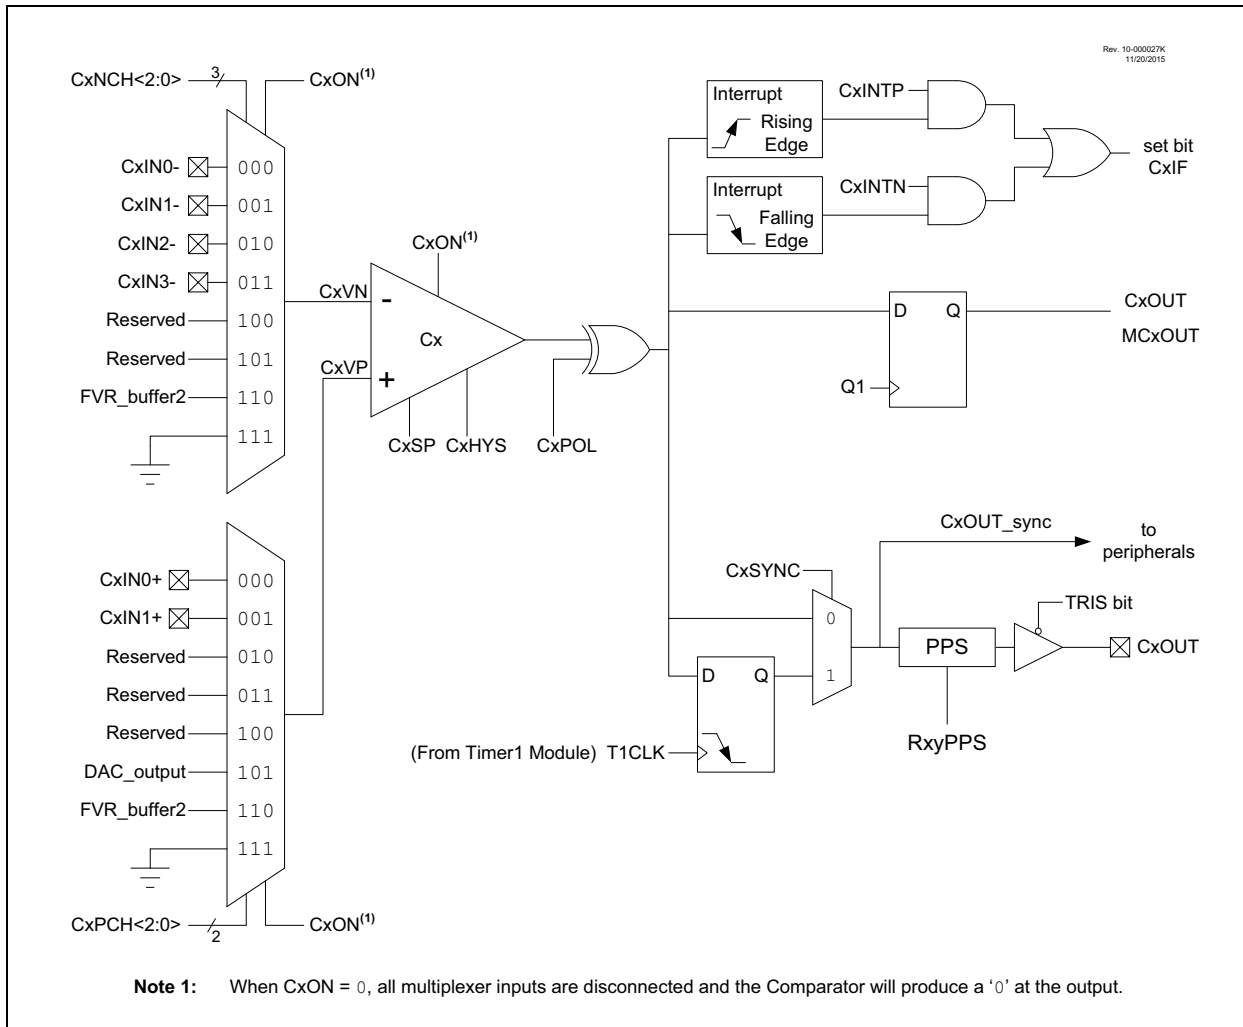 Rev. 10-000027K
11/20/2015
CxNCH<2:0>
3
CxON(1)
CxIN0-
000
CxIN1-
001
CxIN2-
010
CxIN3-
011
Reserved
100
Reserved
101
FVR_buffer2
110
111
CxVN
CxON(1)
-
Cx
CxVP
+
CxSP
CxHYS
CxPOL
Interrupt
Rising
Edge
CxINTP
Interrupt
Falling
Edge
CxINTN
set bit
CxIF
D
Q
Q1
CxOUT
MCxOUT
CxIN0+
000
CxIN1+
001
Reserved
010
Reserved
011
Reserved
100
DAC_output
101
FVR_buffer2
110
111
CxPCH<2:0>
2
CxON(1)
CxOUT_sync
to
peripherals
CxSYNC
0
1
D
Q
(From Timer1 Module) T1CLK
PPS
RxyPPS
TRIS bit
CxOUT
Note 1: When CxON = 0, all multiplexer inputs are disconnected and the Comparator will produce a ‘0’ at the output.